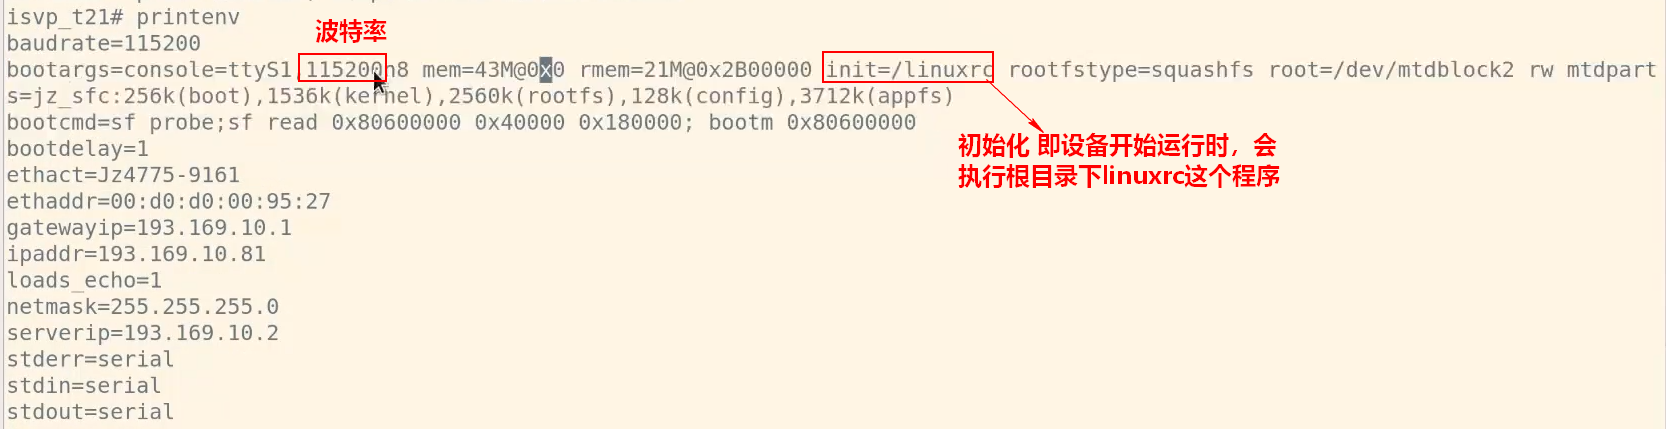 isvp_t21# printenv
波特率
baudrate=115200
bootargs=console=ttyS1,115200n8 mem=43M@0x0 rmem=21M@0x2B00000 init=/linuxrc rootfstype=squashfs root=/dev/mtdblock2 rw mtdpart
s=jz_sfc:256k(boot),1536k(kernel),2560k(rootfs),128k(config),3712k(appfs)
bootcmd=sf probe;sf read 0x80600000 0x40000 0x180000; bootm 0x80600000
初始化 即设备开始运行时，会
执行根目录下linuxrc这个程序
bootdelay=1
ethact=Jz4775-9161
ethaddr=00:d0:d0:00:95:27
gatewayip=193.169.10.1
ipaddr=193.169.10.81
loads_echo=1
netmask=255.255.255.0
serverip=193.169.10.2
stderr=serial
stdin=serial
stdout=serial